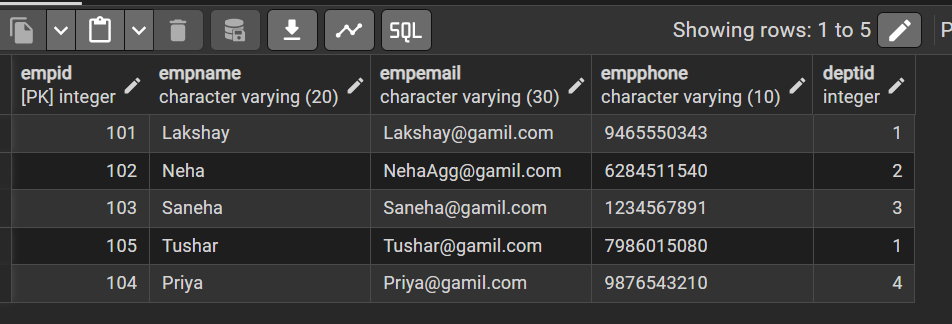 SQL Showing rows: 1 to 5 P
empid empname empemail empphone deptid
[PK] integer character varying (20) character varying (30) character varying (10) integer
101 Lakshay Lakshay@gamil.com 9465550343 1
102 Neha NehaAgg@gamil.com 6284511540 2
103 Saneha Saneha@gamil.com 1234567891 3
105 Tushar Tushar@gamil.com 7986015080 1
104 Priya Priya@gamil.com 9876543210 4